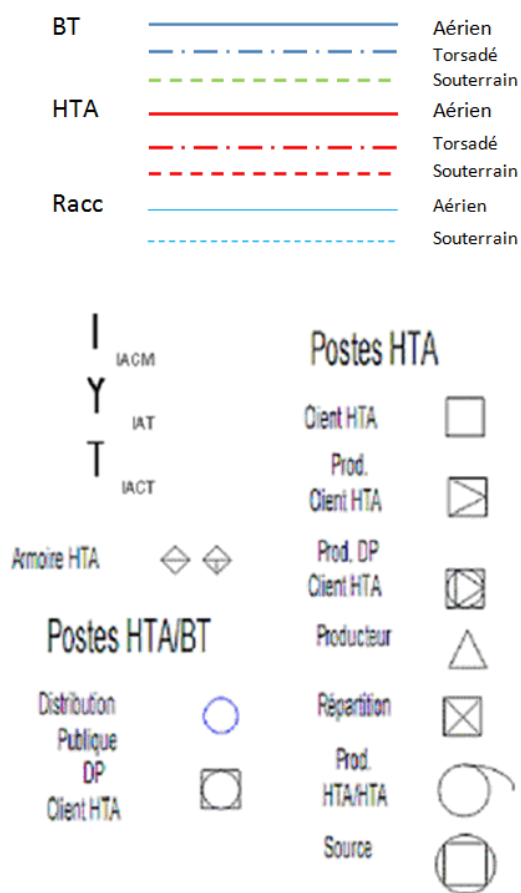 BT Aérien
Torsadé
Souterrain
HTA Aérien
Torsadé
Souterrain
Racc Aérien
Souterrain
IACM
IAT
IACT
Armoire HTA
Postes HTA/BT
Distribution
Publique
DP
Client HTA
Postes HTA
Client HTA
Prod.
Client HTA
Prod. DP
Client HTA
Producteur
Répartition
Prod.
HTA/HTA
Source